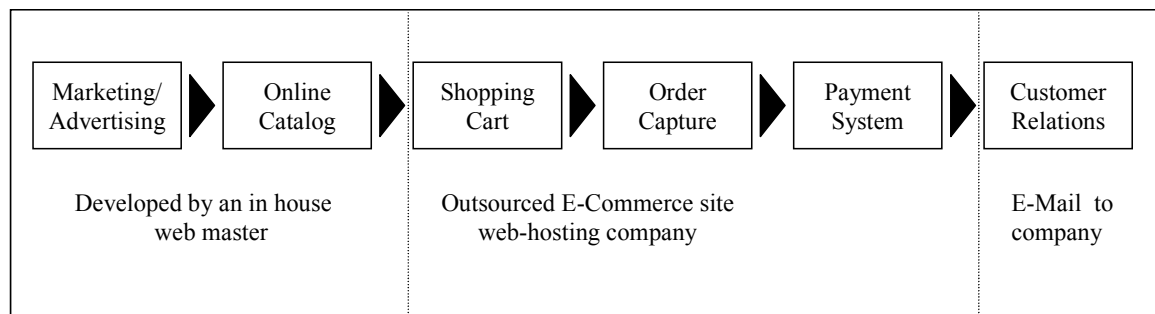 Marketing/
Advertising
Online
Catalog
Shopping
Cart
Order
Capture
Payment
System
Customer
Relations
Developed by an in house
web master
Outsourced E-Commerce site
web-hosting company
E-Mail to
company